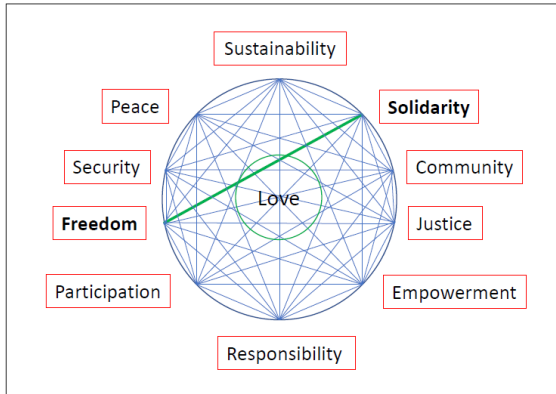 Sustainability
Peace
Solidarity
Security
Community
Love
Freedom
Justice
Participation
Empowerment
Responsibility